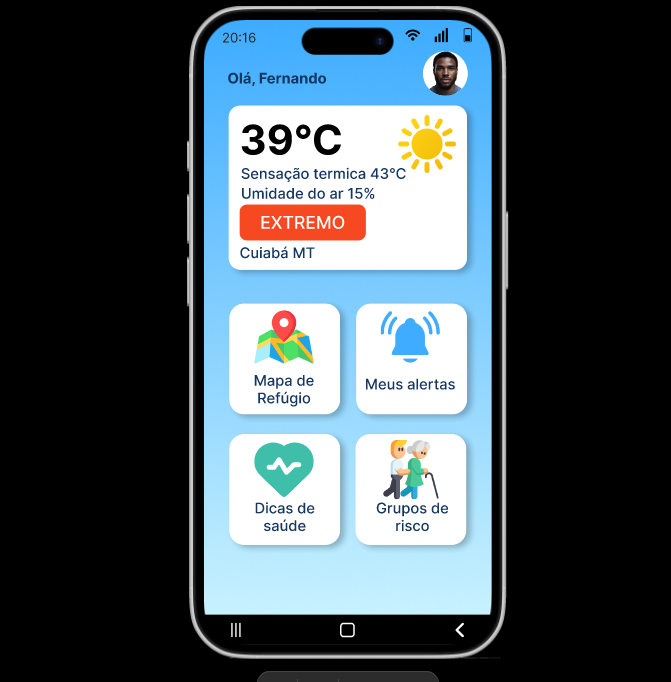 20:16
Olá, Fernando
39°C
Sensação termica 43°C
Umidade do ar 15%
EXTREMO
Cuiabá MT
Mapa de
Refúgio
Meus alertas
Dicas de
saúde
Grupos de
risco